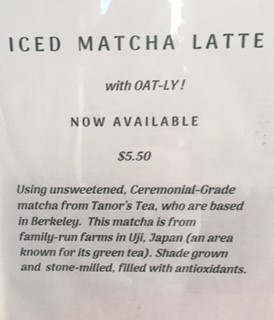 ICED MATCHA LATTE
with OAT-LY!
NOW AVAILABLE
$5.50
Using unsweetened, Ceremonial-Grade
matcha from Tanor's Tea, who are based
in Berkeley. This matcha is from
family-run farms in Uji, Japan (an area
known for its green tea). Shade grown
and stone-milled, filled with antioxidants.